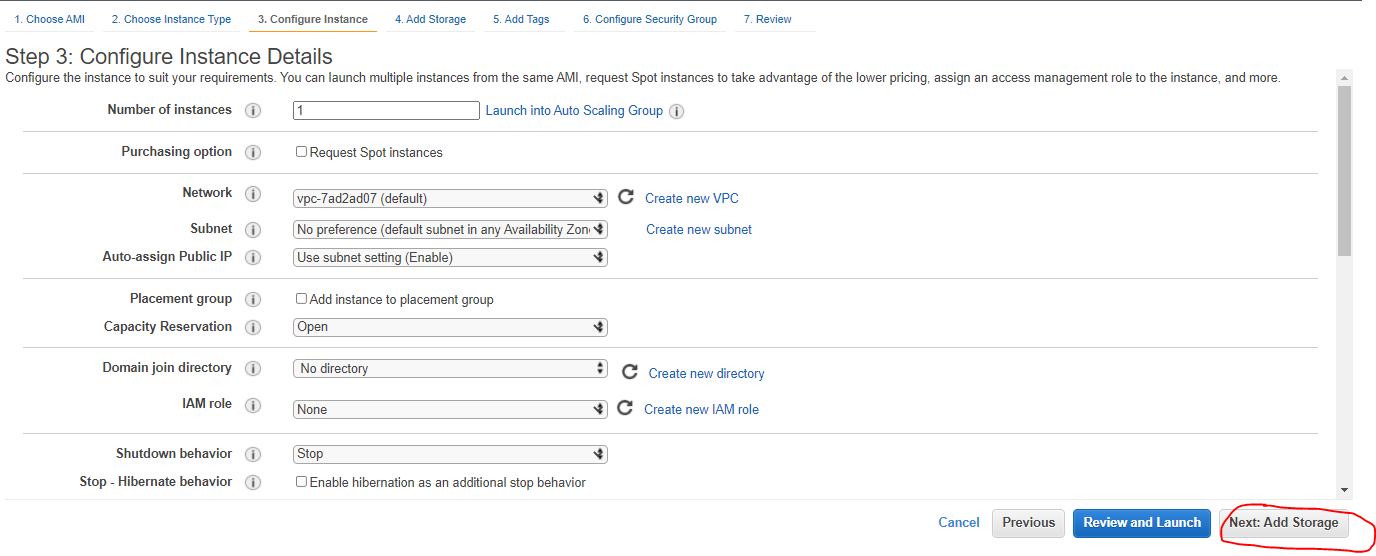 1. Choose AMI 2. Choose Instance Type 3. Configure Instance 4. Add Storage 5. Add Tags 6. Configure Security Group 7. Review
Step 3: Configure Instance Details
Configure the instance to suit your requirements. You can launch multiple instances from the same AMI, request Spot instances to take advantage of the lower pricing, assign an access management role to the instance, and more.
Number of instances i 1 Launch into Auto Scaling Group i
Purchasing option i Request Spot instances
Network i vpc-7ad2ad07 (default) Create new VPC
Subnet i No preference (default subnet in any Availability Zon Create new subnet
Auto-assign Public IP i Use subnet setting (Enable)
Placement group i Add instance to placement group
Capacity Reservation i Open
Domain join directory i No directory Create new directory
IAM role i None Create new IAM role
Shutdown behavior i Stop
Stop - Hibernate behavior i Enable hibernation as an additional stop behavior
Cancel Previous Review and Launch Next: Add Storage